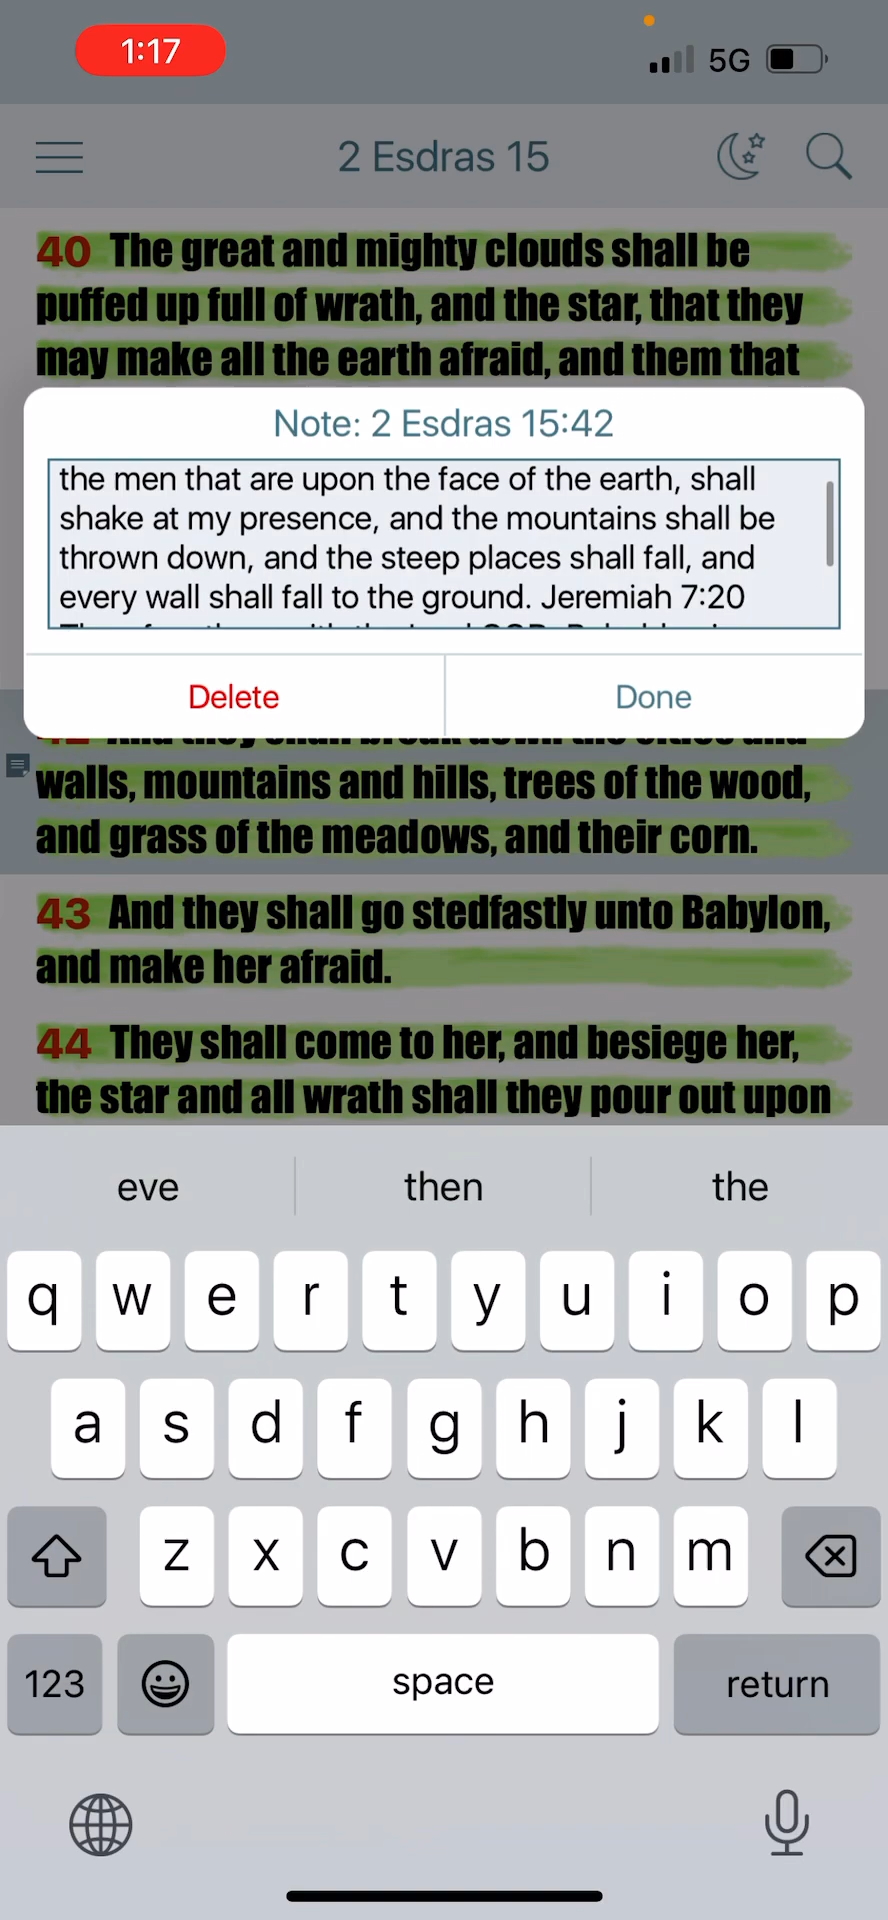 1:17
5G
2 Esdras 15
40 The great and mighty clouds shall be
puffed up full of wrath, and the star, that they
may make all the earth afraid, and them that
Note: 2 Esdras 15:42
the men that are upon the face of the earth, shall
shake at my presence, and the mountains shall be
thrown down, and the steep places shall fall, and
every wall shall fall to the ground. Jeremiah 7:20
Delete
Done
walls, mountains and hills, trees of the wood,
and grass of the meadows, and their corn.
43 And they shall go stedfastly unto Babylon,
and make her afraid.
44 They shall come to her, and besiege her,
the star and all wrath shall they pour out upon
eve then the
q w e r t y u i o p
a s d f g h j k l
z x c v b n m
123 space return